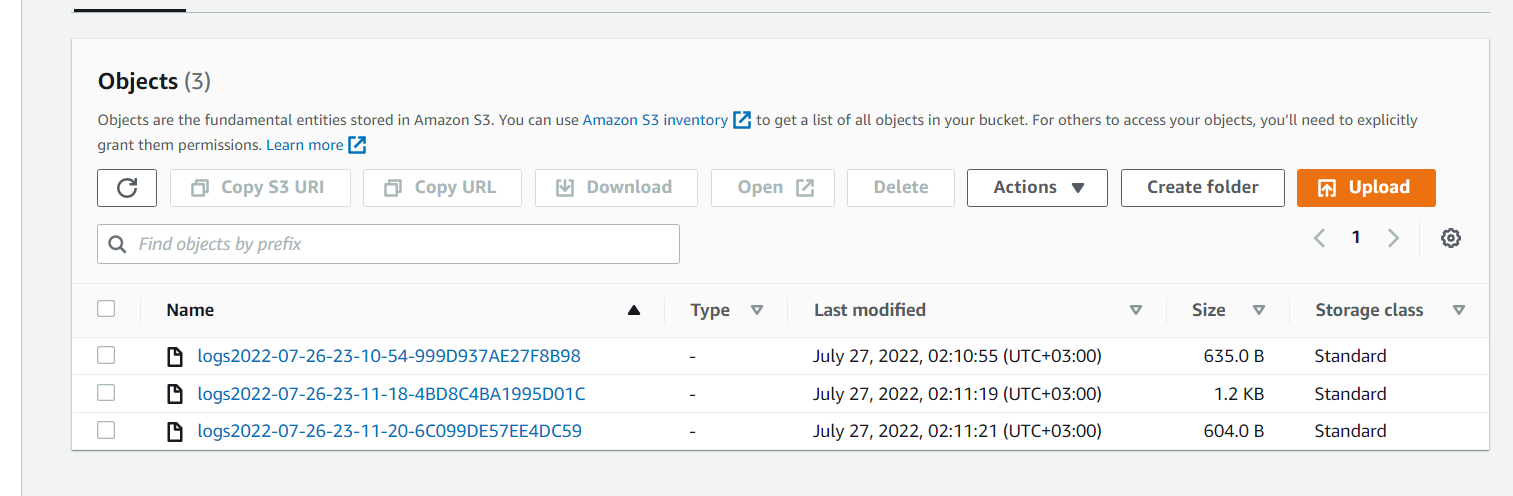 Objects (3)
Objects are the fundamental entities stored in Amazon S3. You can use Amazon S3 inventory to get a list of all objects in your bucket. For others to access your objects, you'll need to explicitly
grant them permissions. Learn more
Copy S3 URI Copy URL Download Open Delete Actions Create folder Upload
Find objects by prefix 1
Name Type Last modified Size Storage class
logs2022-07-26-23-10-54-999D937AE27F8B98 - July 27, 2022, 02:10:55 (UTC+03:00) 635.0 B Standard
logs2022-07-26-23-11-18-4BD8C4BA1995D01C - July 27, 2022, 02:11:19 (UTC+03:00) 1.2 KB Standard
logs2022-07-26-23-11-20-6C099DE57EE4DC59 - July 27, 2022, 02:11:21 (UTC+03:00) 604.0 B Standard